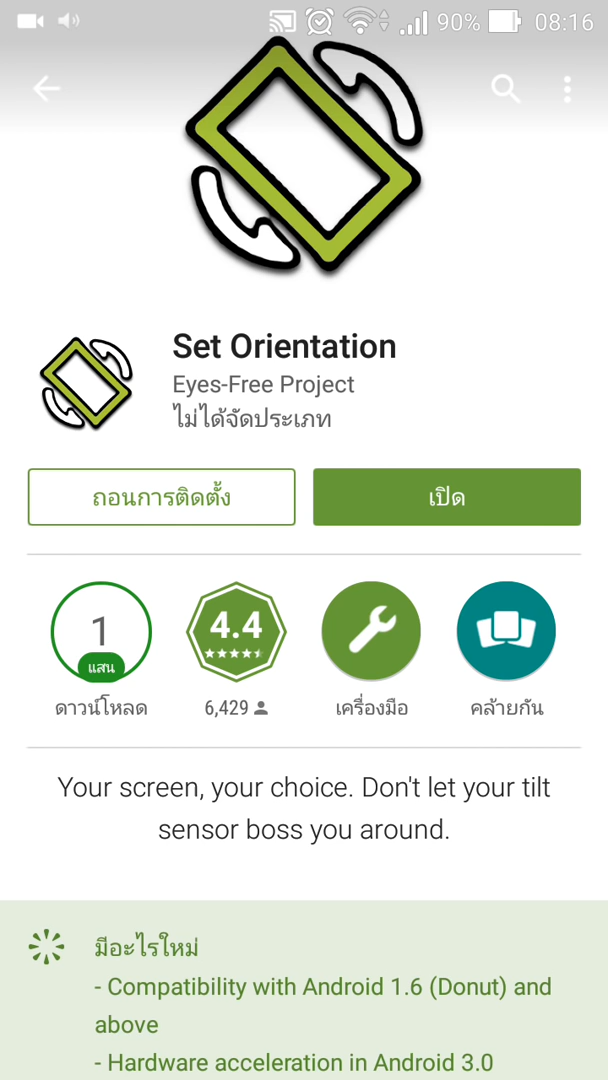 90% 08:16
Set Orientation
Eyes-Free Project
ไม่ได้จัดประเภท
ถอนการติดตั้ง เปิด
1 4.4
แสน
ดาวน์โหลด 6,429 เครื่องมือ คล้ายกัน
Your screen, your choice. Don't let your tilt
sensor boss you around.
มีอะไรใหม่
- Compatibility with Android 1.6 (Donut) and
above
- Hardware acceleration in Android 3.0